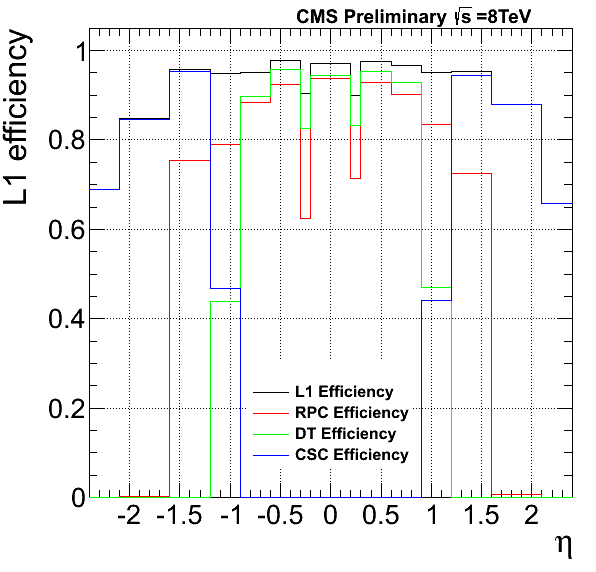 CMS Preliminary √s =8TeV
L1 efficiency
1
0.8
0.6
0.4
0.2
0
L1 Efficiency
RPC Efficiency
DT Efficiency
CSC Efficiency
-2 -1.5 -1 -0.5 0 0.5 1 1.5 2
η